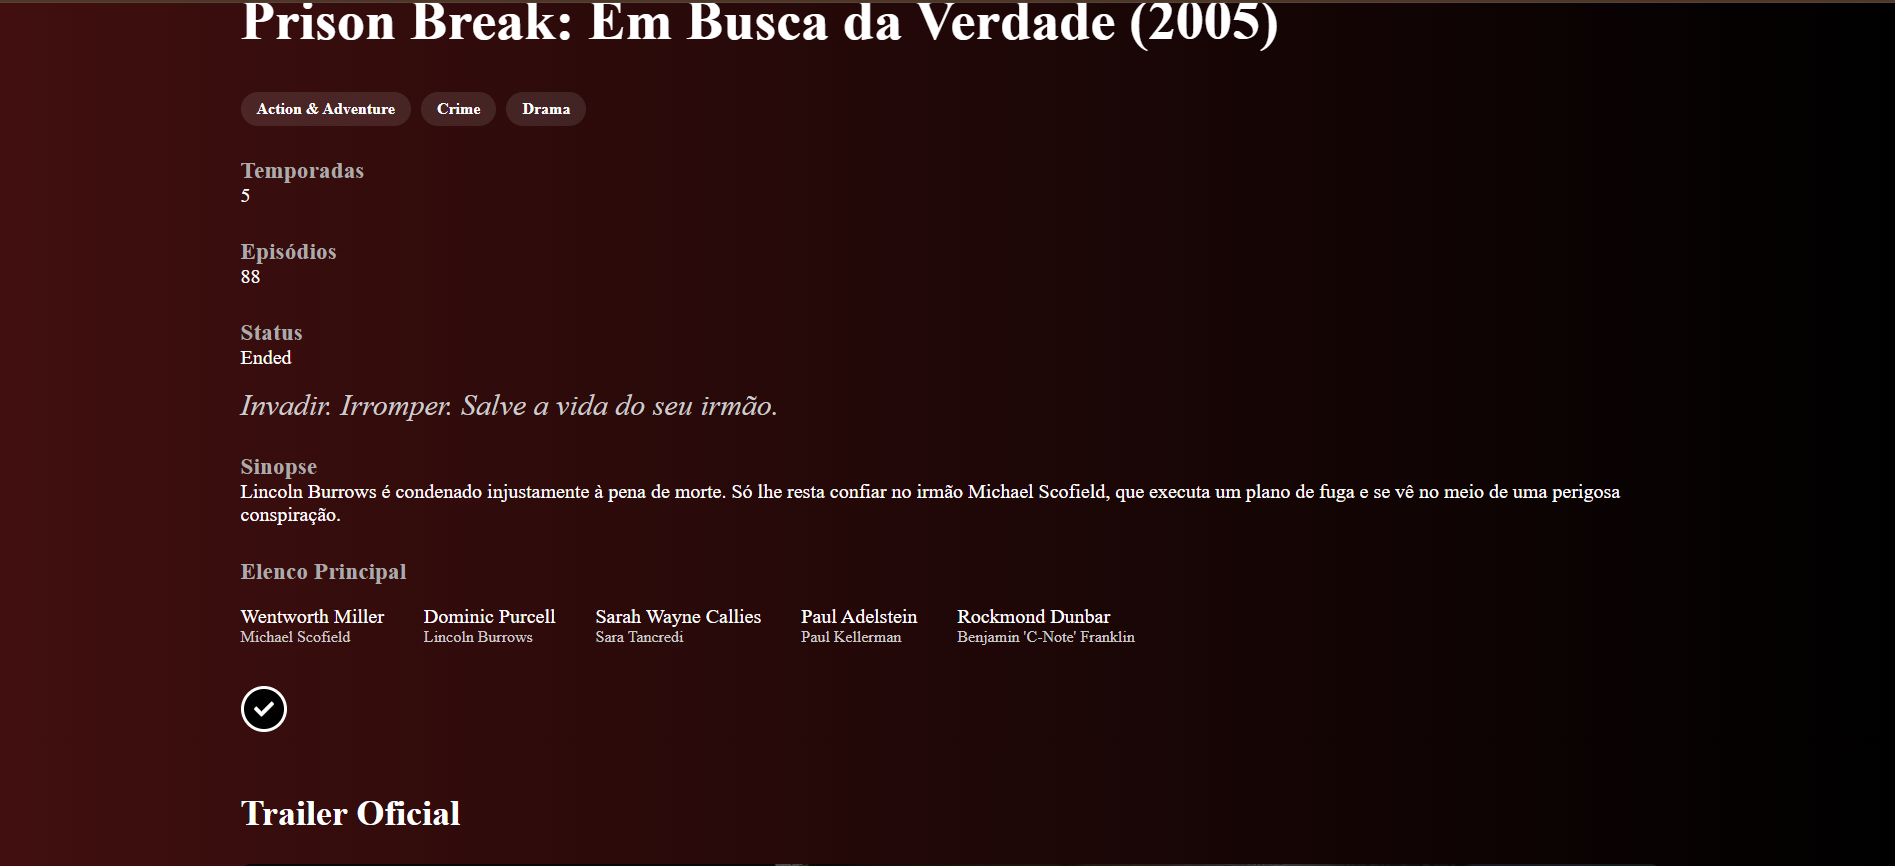 Prison Break: Em Busca da Verdade (2005)
Action & Adventure Crime Drama
Temporadas
5
Episódios
88
Status
Ended
Invadir. Irromper. Salve a vida do seu irmão.
Sinopse
Lincoln Burrows é condenado injustamente à pena de morte. Só lhe resta confiar no irmão Michael Scofield, que executa um plano de fuga e se vê no meio de uma perigosa
conspiração.
Elenco Principal
Wentworth Miller Dominic Purcell Sarah Wayne Callies Paul Adelstein Rockmond Dunbar
Michael Scofield Lincoln Burrows Sara Tancredi Paul Kellerman Benjamin 'C-Note' Franklin
Trailer Oficial